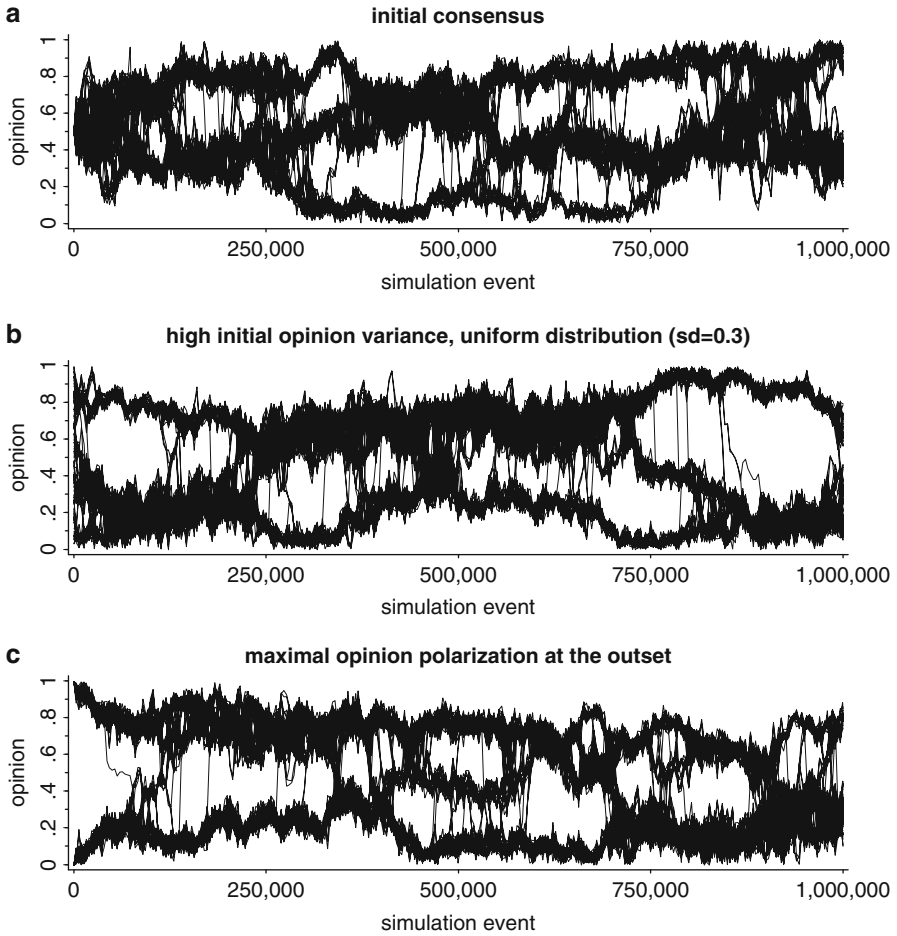 a
initial consensus
opinion
1
.8
.6
.4
.2
0
0 250,000 500,000 750,000 1,000,000
simulation event
b
high initial opinion variance, uniform distribution (sd=0.3)
opinion
1
.8
.6
.4
.2
0
0 250,000 500,000 750,000 1,000,000
simulation event
c
maximal opinion polarization at the outset
opinion
1
.8
.6
.4
.2
0
0 250,000 500,000 750,000 1,000,000
simulation event